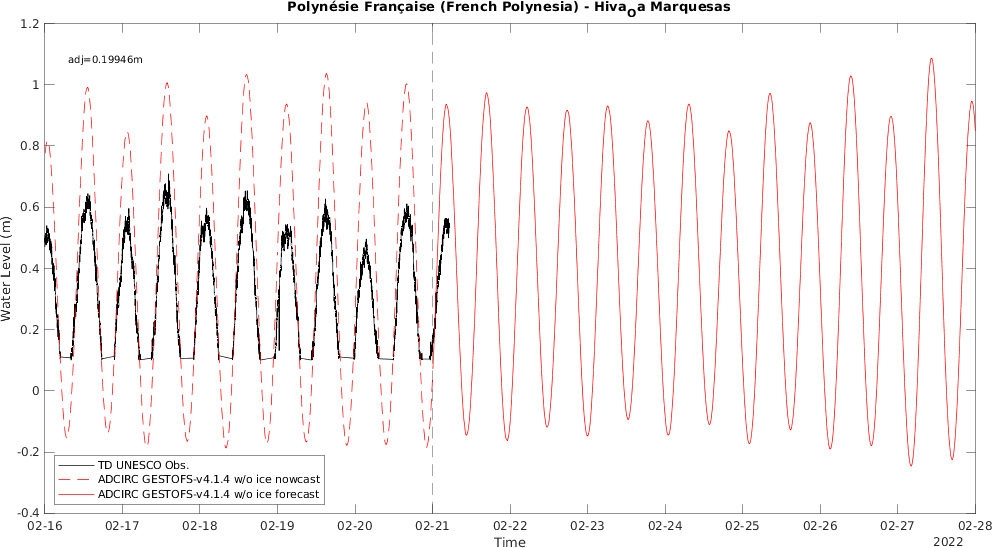 Polynésie Française (French Polynesia) - HivaOa Marquesas
adj=0.19946m
Water Level (m)
1.2
1
0.8
0.6
0.4
0.2
0
-0.2
-0.4
TD UNESCO Obs.
ADCIRC GESTOFS-v4.1.4 w/o ice nowcast
ADCIRC GESTOFS-v4.1.4 w/o ice forecast
02-16 02-17 02-18 02-19 02-20 02-21 02-22 02-23 02-24 02-25 02-26 02-27 02-28
Time
2022